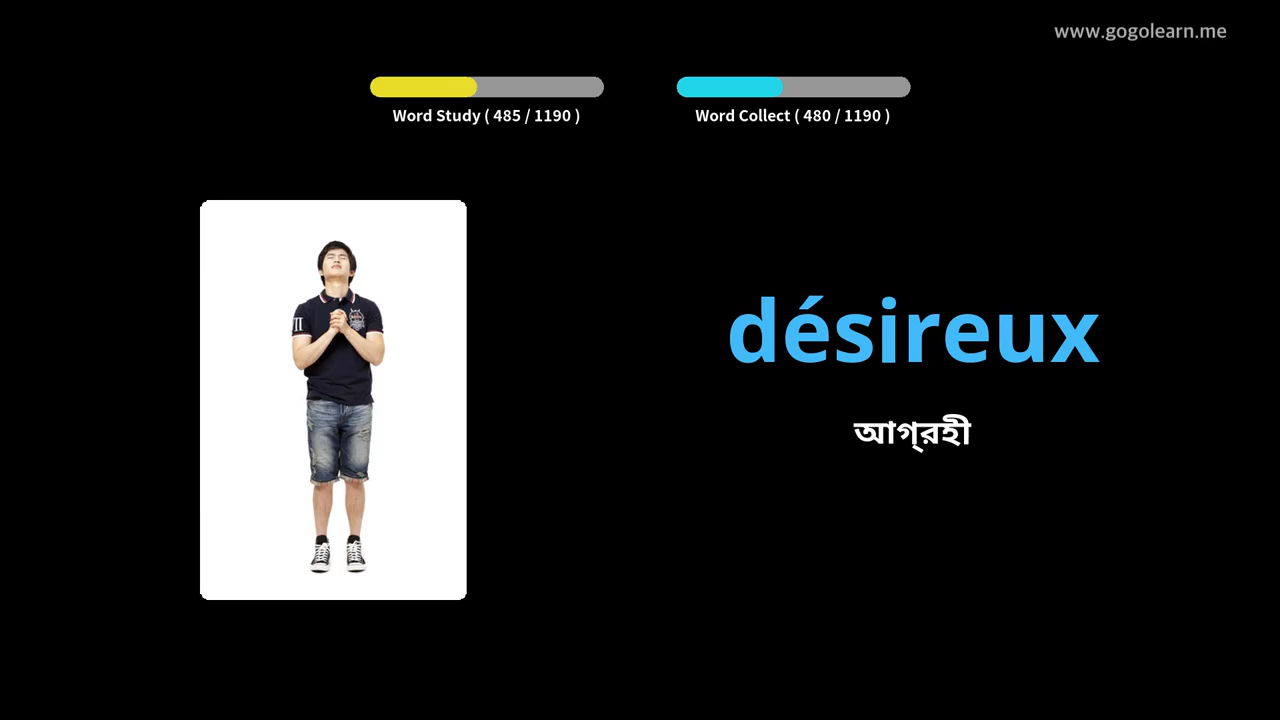 www.gogolearn.me
Word Study ( 485 / 1190 )
Word Collect ( 480 / 1190 )
désireux
আগ্রহী